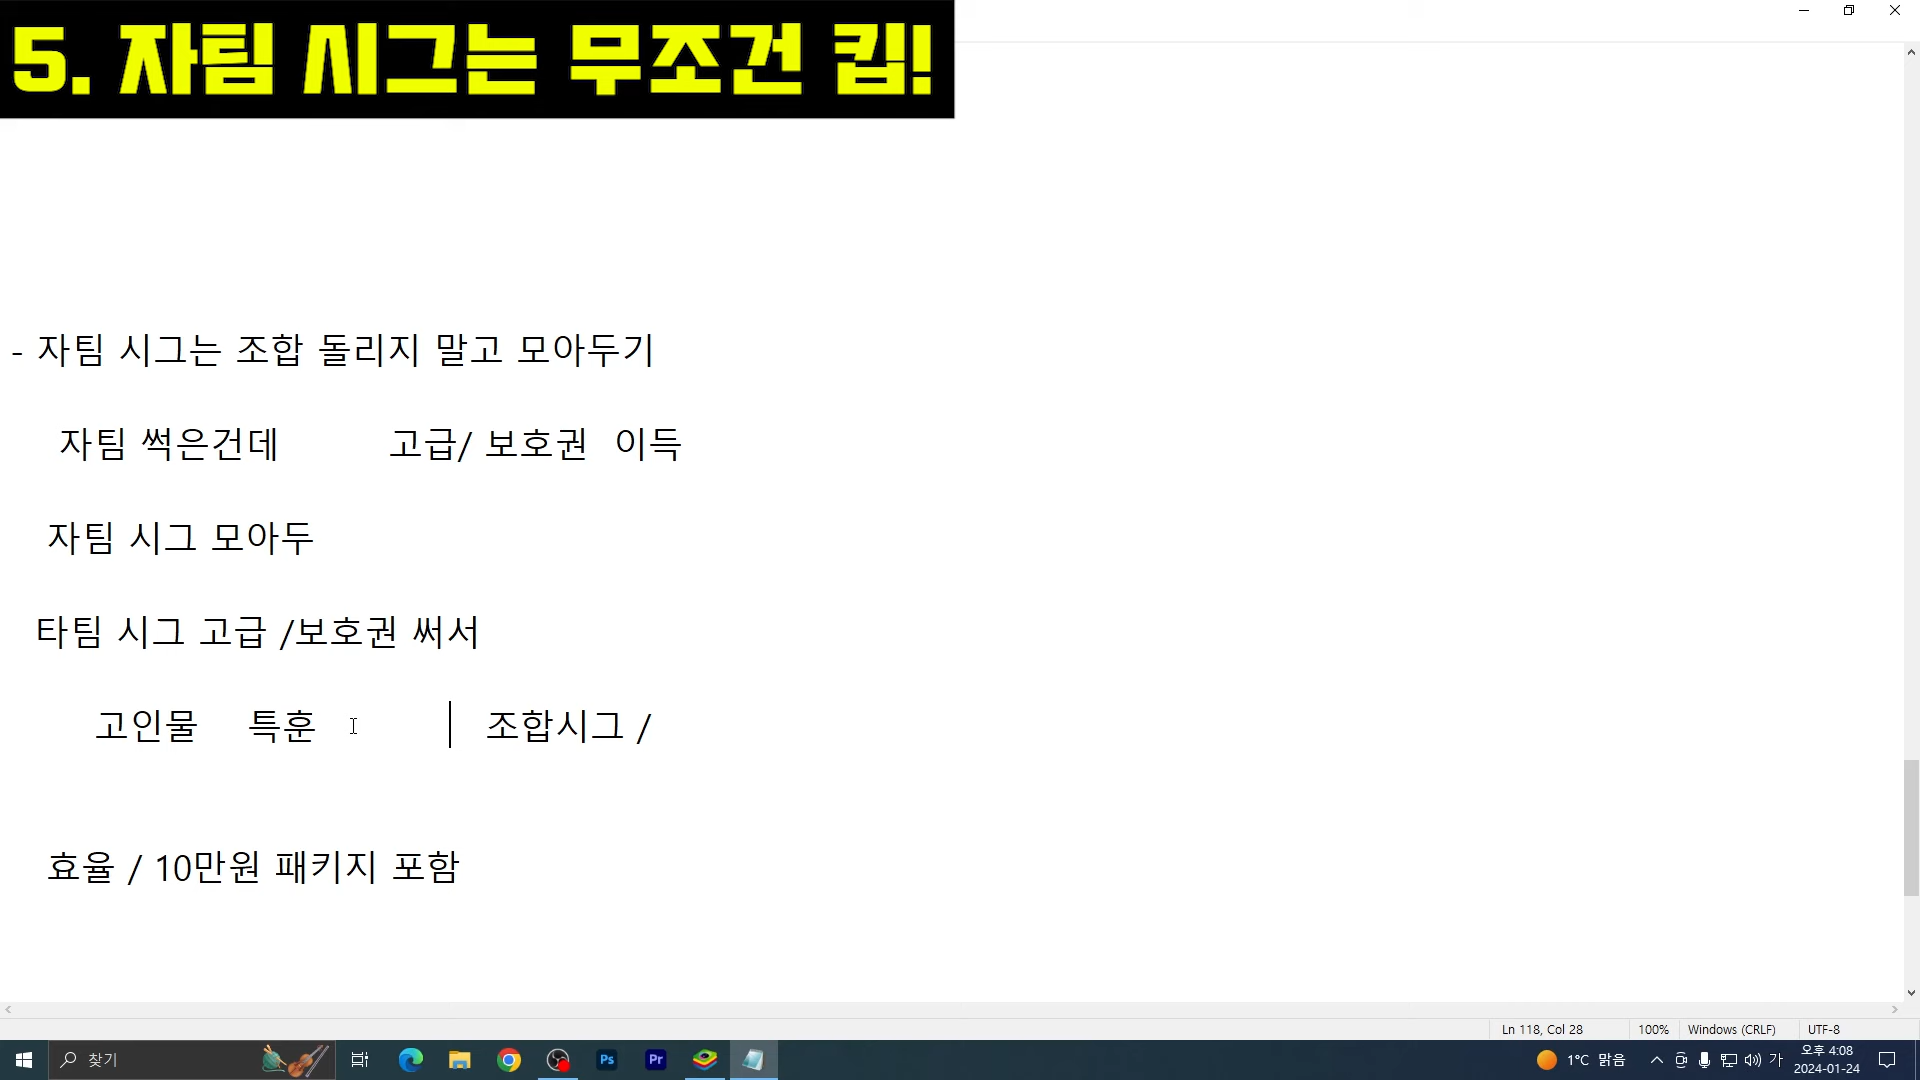 5. 자팀 시그는 무조건 킵!
- 자팀 시그는 조합 돌리지 말고 모아두기
자팀 썩은건데 고급/ 보호권 이득
자팀 시그 모아두
타팀 시그 고급 /보호권 써서
고인물 특훈 조합시그 /
효율 / 10만원 패키지 포함
Ln 118, Col 28 100% Windows (CRLF) UTF-8
찾기 Ps Pr 1°C 맑음 가 오후 4:08
2024-01-24